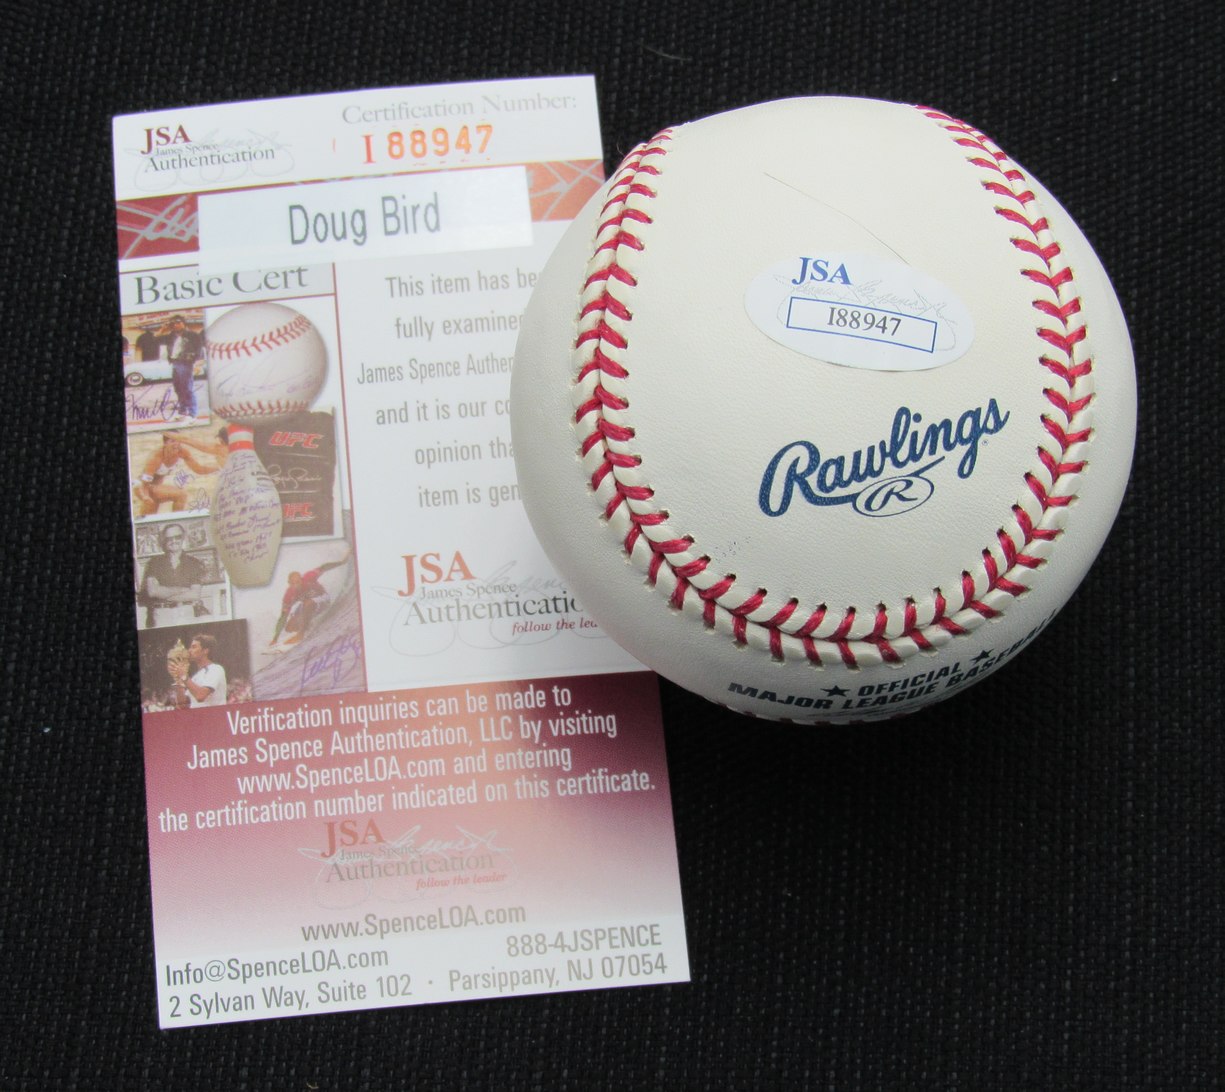 Certification Number:
I 88947
JSA
James Spence
Authentication
Doug Bird
Basic Cert
This item has be
fully examine
James Spence Authen
and it is our co
opinion tha
item is gen
UFC
JSA
James Spence
Authenticatio
follow the lea
Verification inquiries can be made to
James Spence Authentication, LLC by visiting
www.SpenceLOA.com and entering
the certification number indicated on this certificate.
JSA
James Spence
Authentication
follow the leader
www.SpenceLOA.com
Info@SpenceLOA.com
888-4JSPENCE
2 Sylvan Way, Suite 102 · Parsippany, NJ 07054
JSA
I88947
Rawlings
R
★ OFFICIAL ★
MAJOR LEAGUE BASEBALL